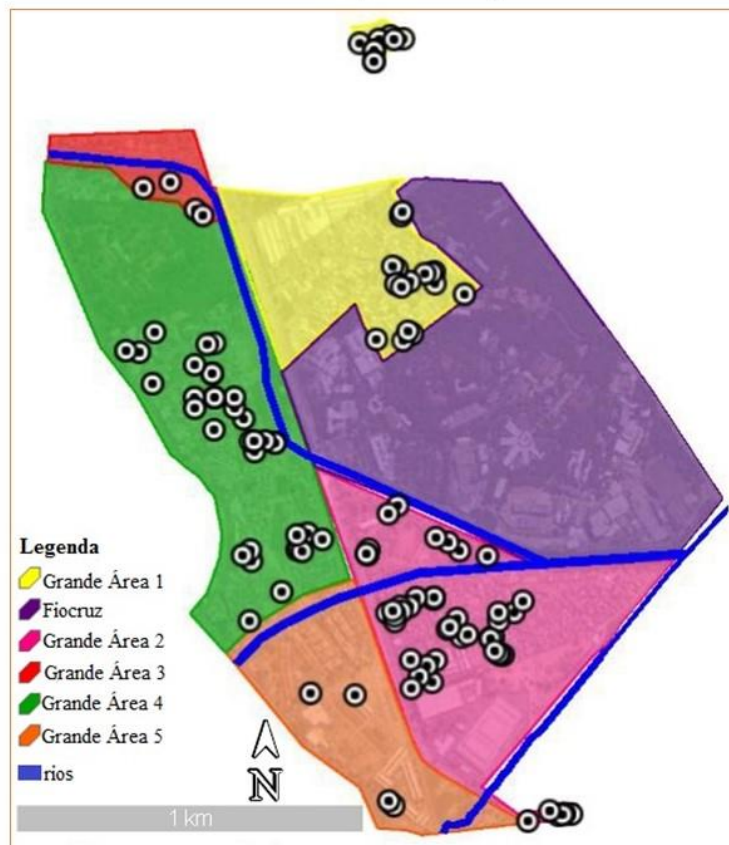 Legenda
Grande Área 1
Fiocruz
Grande Área 2
Grande Área 3
Grande Área 4
Grande Área 5
rios
N
1 km